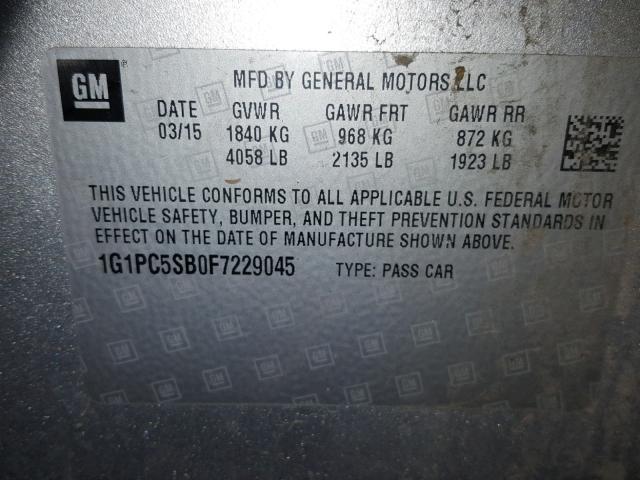 GM MFD BY GENERAL MOTORS LLC
DATE GVWR GAWR FRT GAWR RR
03/15 1840 KG 968 KG 872 KG
4058 LB 2135 LB 1923 LB
THIS VEHICLE CONFORMS TO ALL APPLICABLE U.S. FEDERAL MOTOR
VEHICLE SAFETY, BUMPER, AND THEFT PREVENTION STANDARDS IN
EFFECT ON THE DATE OF MANUFACTURE SHOWN ABOVE.
1G1PC5SB0F7229045 TYPE: PASS CAR